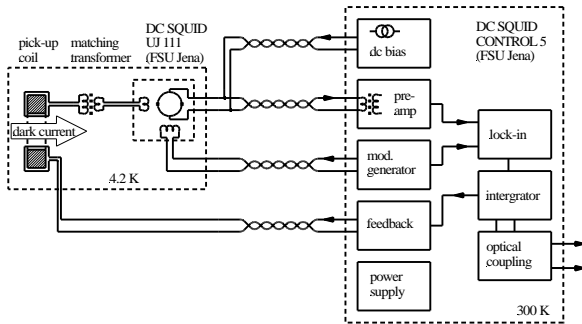 pick-up
coil
matching
transformer
DC SQUID
UJ 111
(FSU Jena)
dark current
4.2 K
DC SQUID
CONTROL 5
(FSU Jena)
dc bias
pre-
amp
mod.
generator
feedback
power
supply
lock-in
intergrator
optical
coupling
300 K